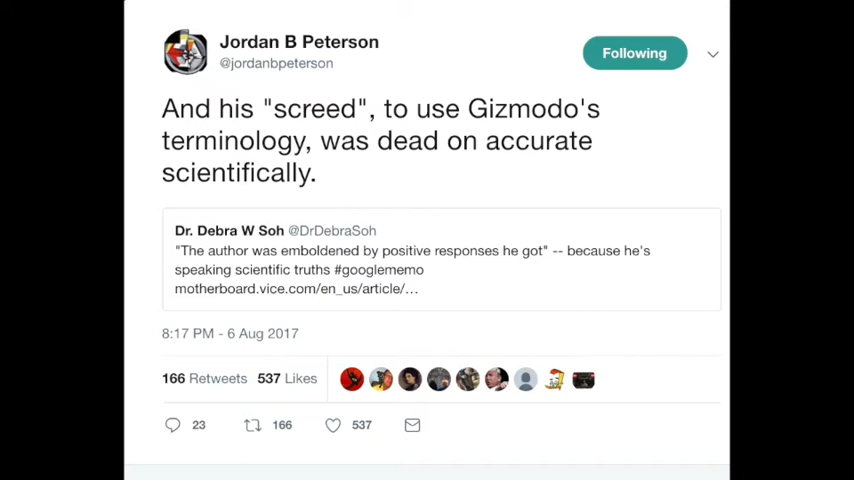 Jordan B Peterson
@jordanbpeterson
Following
And his "screed", to use Gizmodo's
terminology, was dead on accurate
scientifically.
Dr. Debra W Soh @DrDebraSoh
"The author was emboldened by positive responses he got" -- because he's
speaking scientific truths #googlememo
motherboard.vice.com/en_us/article/…
8:17 PM - 6 Aug 2017
166 Retweets 537 Likes
23 166 537